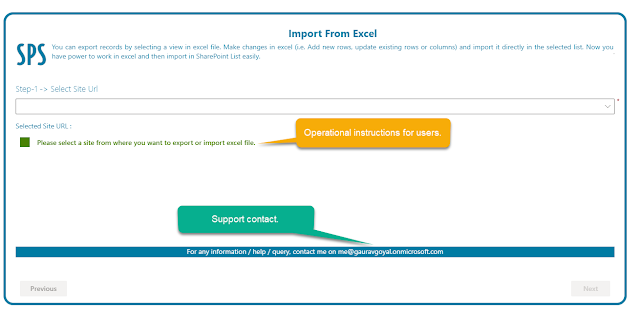 Import From Excel
SPS
You can export records by selecting a view in excel file. Make changes in excel (i.e. Add new rows, update existing rows or columns) and import it directly in the selected list. Now you
have power to work in excel and then import in SharePoint List easily.
Step-1 -> Select Site Url
*
Selected Site URL :
Operational instructions for users.
Please select a site from where you want to export or import excel file.
Support contact.
For any information / help / query, contact me on me@gauravgoyal.onmicrosoft.com
Previous
Next